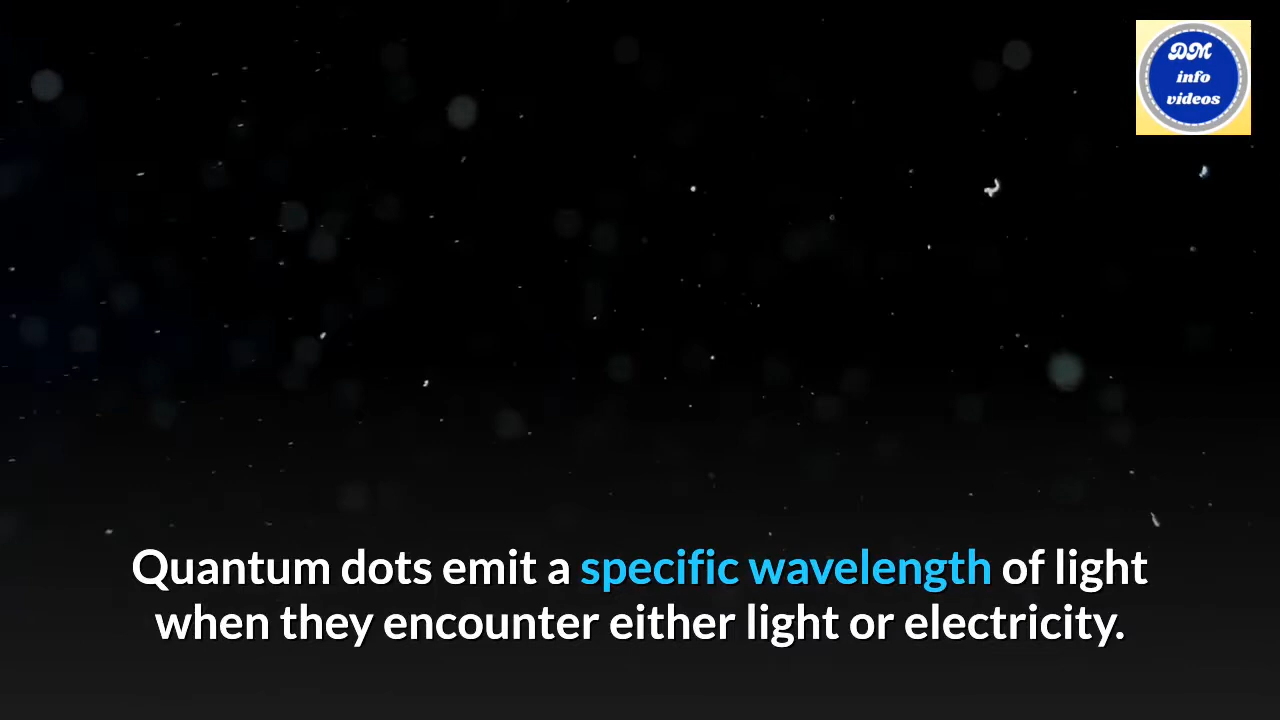 DM
info
videos
Quantum dots emit a specific wavelength of light
when they encounter either light or electricity.